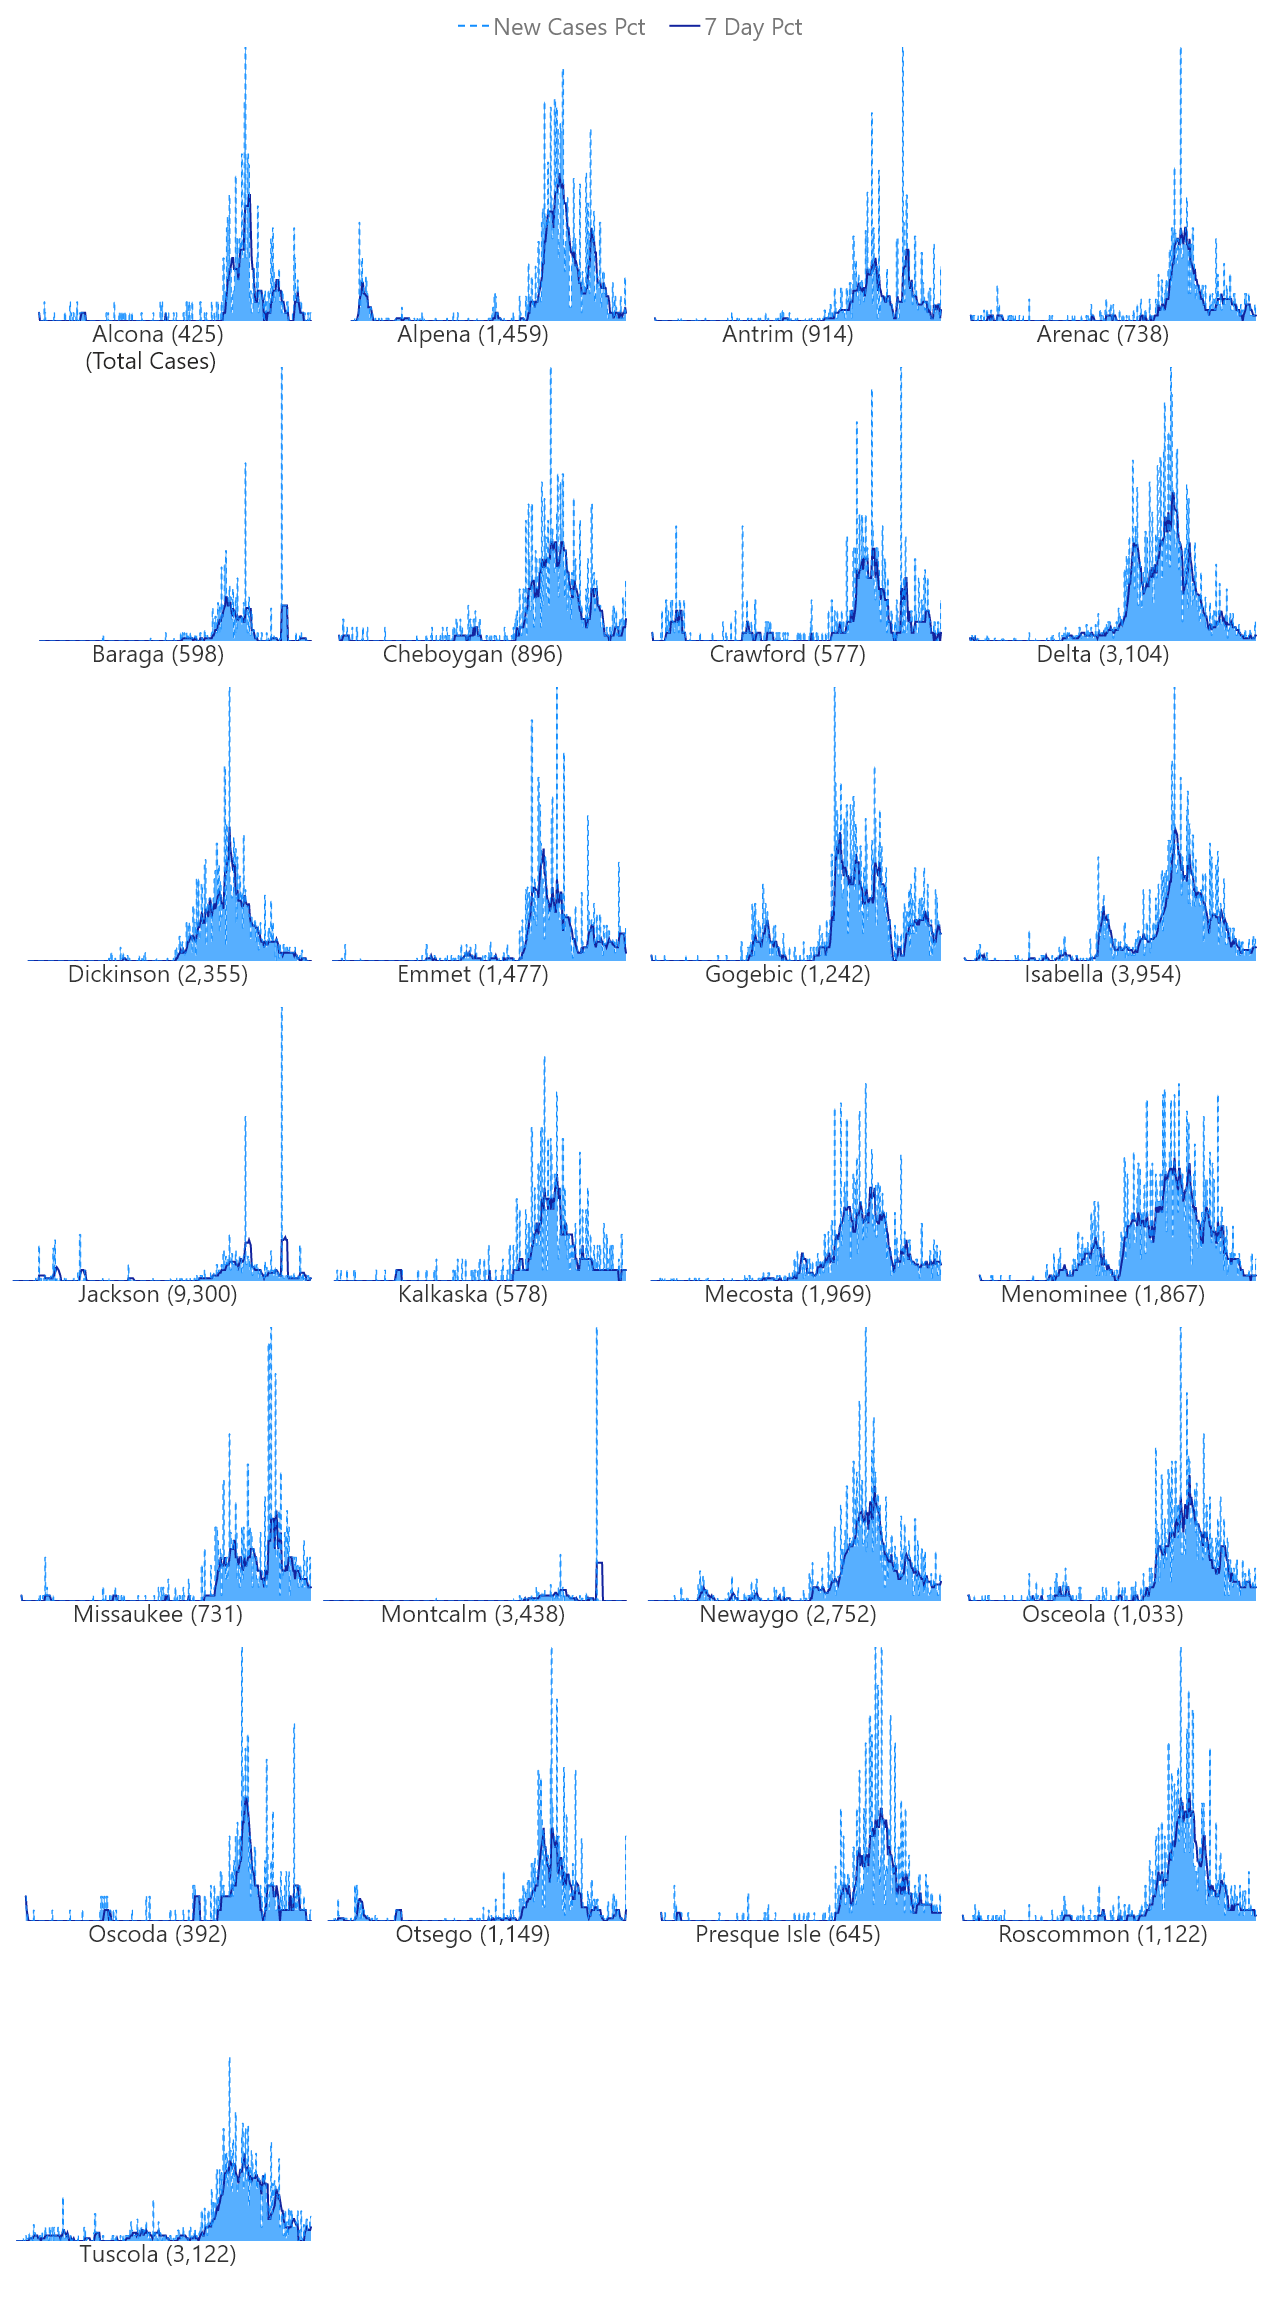 New Cases Pct 7 Day Pct
Alcona (425) Alpena (1,459) Antrim (914) Arenac (738)
(Total Cases)
Baraga (598) Cheboygan (896) Crawford (577) Delta (3,104)
Dickinson (2,355) Emmet (1,477) Gogebic (1,242) Isabella (3,954)
Jackson (9,300) Kalkaska (578) Mecosta (1,969) Menominee (1,867)
Missaukee (731) Montcalm (3,438) Newaygo (2,752) Osceola (1,033)
Oscoda (392) Otsego (1,149) Presque Isle (645) Roscommon (1,122)
Tuscola (3,122)